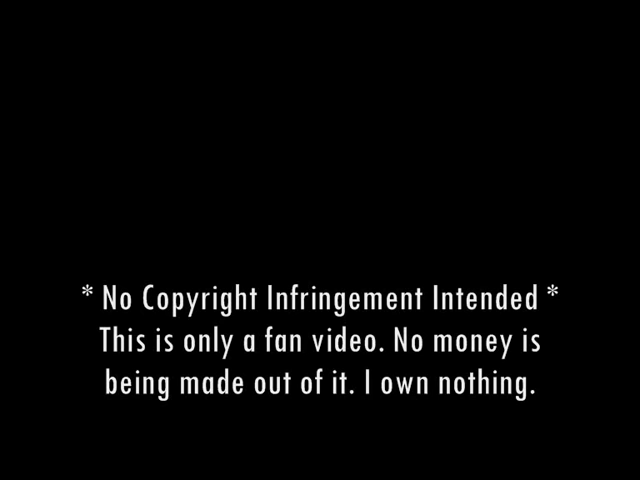 * No Copyright Infringement Intended *
This is only a fan video. No money is
being made out of it. I own nothing.